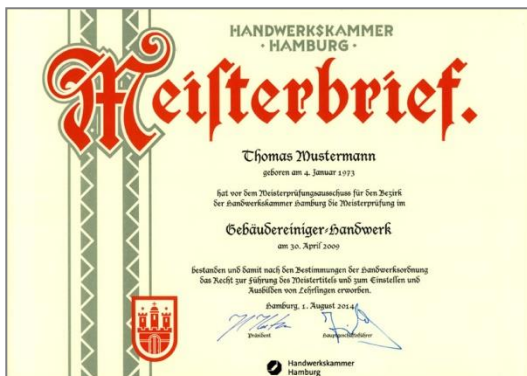 HANDWERKSKAMMER
· HAMBURG ·
Meiſterbrief.
Thomas Mustermann
geboren am 4. Januar 1973
hat vor dem Meisterprüfungsausschuss für den Bezirk
der Handwerkskammer Hamburg die Meisterprüfung im
Gebäudereiniger-Handwerk
am 30. April 2009
bestanden und damit nach den Bestimmungen der Handwerksordnung
das Recht zur Führung des Meistertitels und zum Einstellen und
Ausbilden von Lehrlingen erworben.
Hamburg, 1. August 2014
Präsident Hauptgeschäftsführer
Handwerkskammer
Hamburg